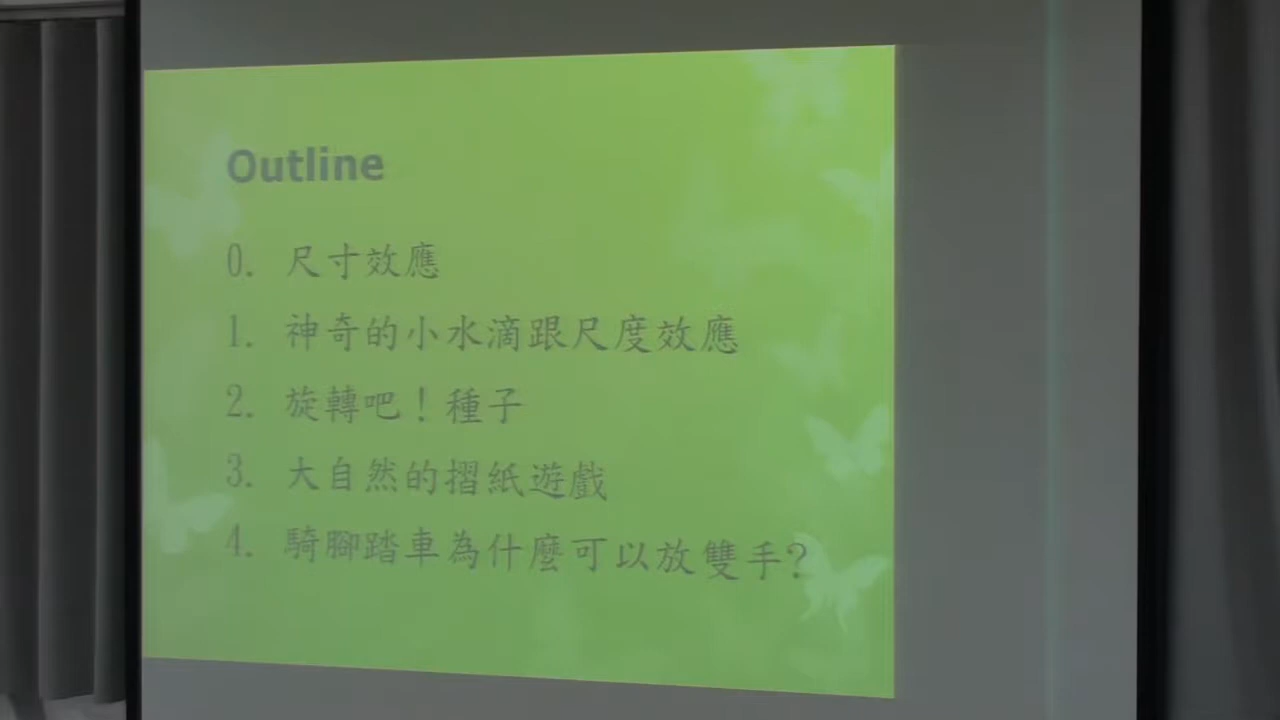 Outline
0. 尺寸效應
1. 神奇的小水滴跟尺度效應
2. 旋轉吧！種子
3. 大自然的摺紙遊戲
4. 騎腳踏車為什麼可以放雙手?